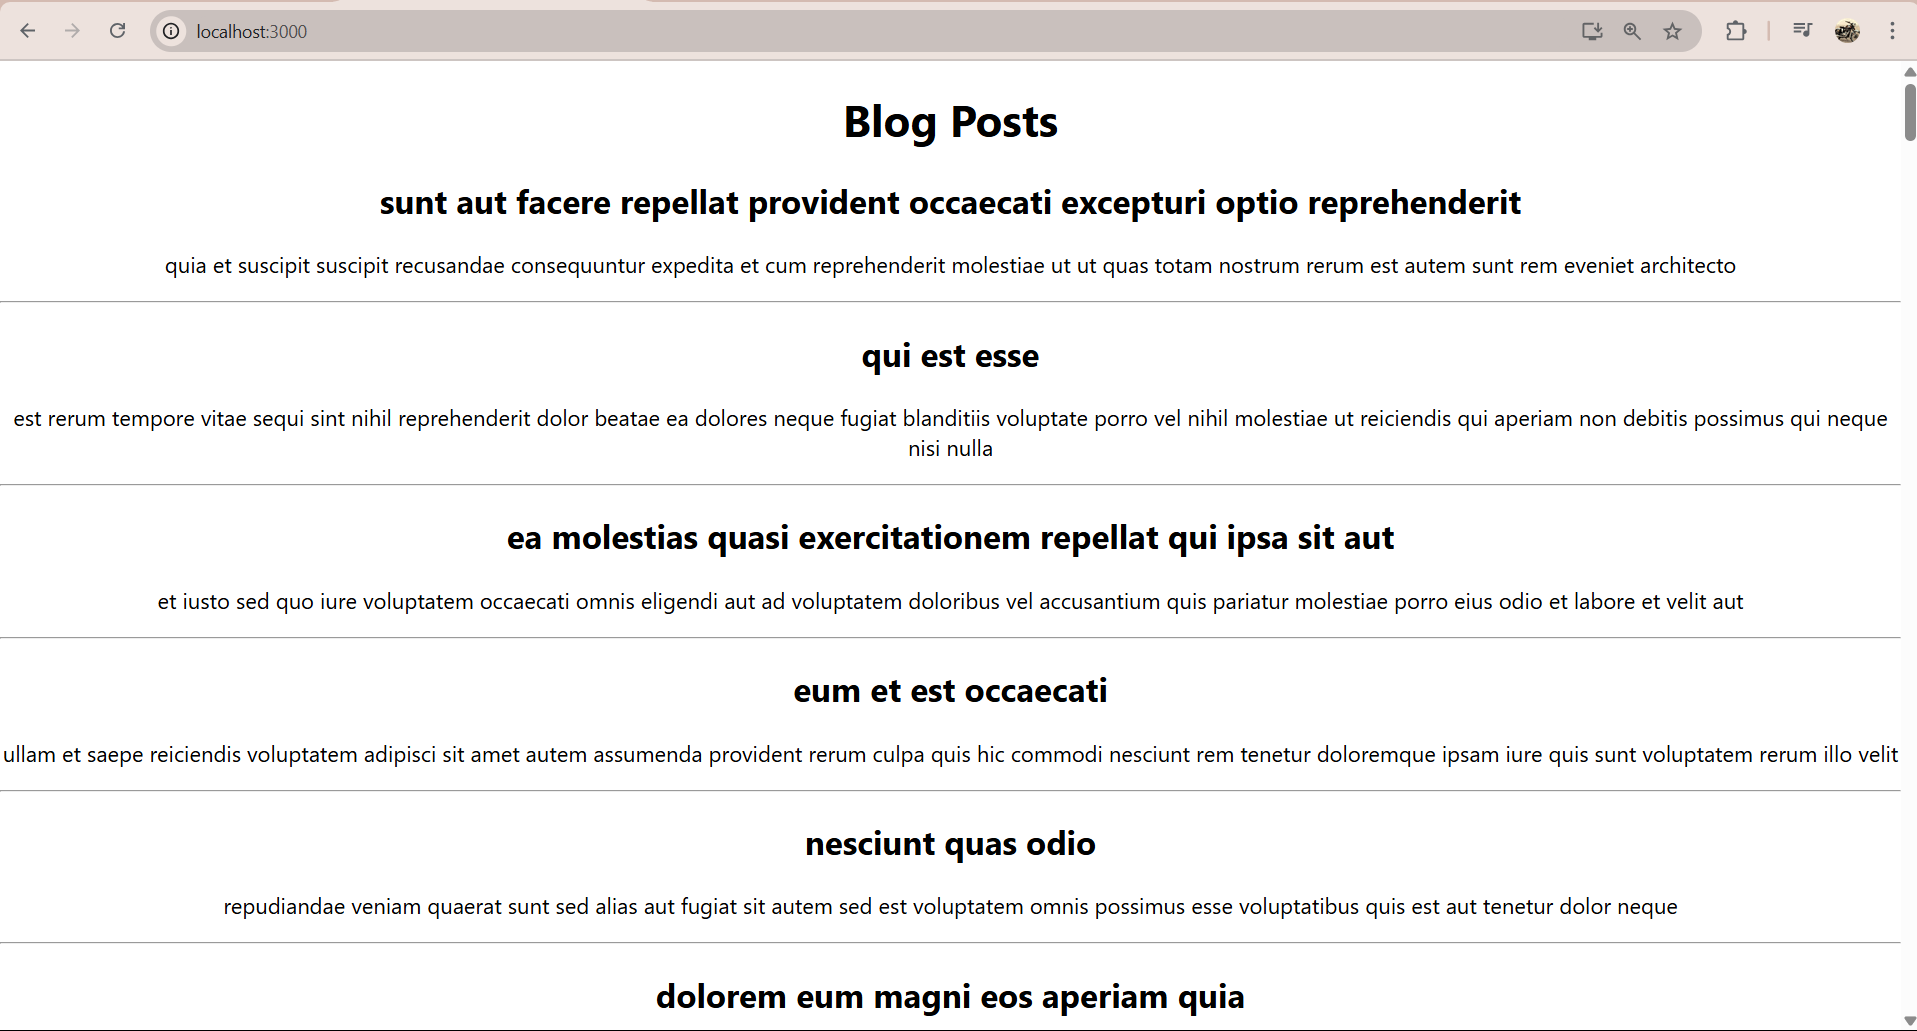 localhost:3000
Blog Posts
sunt aut facere repellat provident occaecati excepturi optio reprehenderit
quia et suscipit suscipit recusandae consequuntur expedita et cum reprehenderit molestiae ut ut quas totam nostrum rerum est autem sunt rem eveniet architecto
qui est esse
est rerum tempore vitae sequi sint nihil reprehenderit dolor beatae ea dolores neque fugiat blanditiis voluptate porro vel nihil molestiae ut reiciendis qui aperiam non debitis possimus qui neque
nisi nulla
ea molestias quasi exercitationem repellat qui ipsa sit aut
et iusto sed quo iure voluptatem occaecati omnis eligendi aut ad voluptatem doloribus vel accusantium quis pariatur molestiae porro eius odio et labore et velit aut
eum et est occaecati
ullam et saepe reiciendis voluptatem adipisci sit amet autem assumenda provident rerum culpa quis hic commodi nesciunt rem tenetur doloremque ipsam iure quis sunt voluptatem rerum illo velit
nesciunt quas odio
repudiandae veniam quaerat sunt sed alias aut fugiat sit autem sed est voluptatem omnis possimus esse voluptatibus quis est aut tenetur dolor neque
dolorem eum magni eos aperiam quia